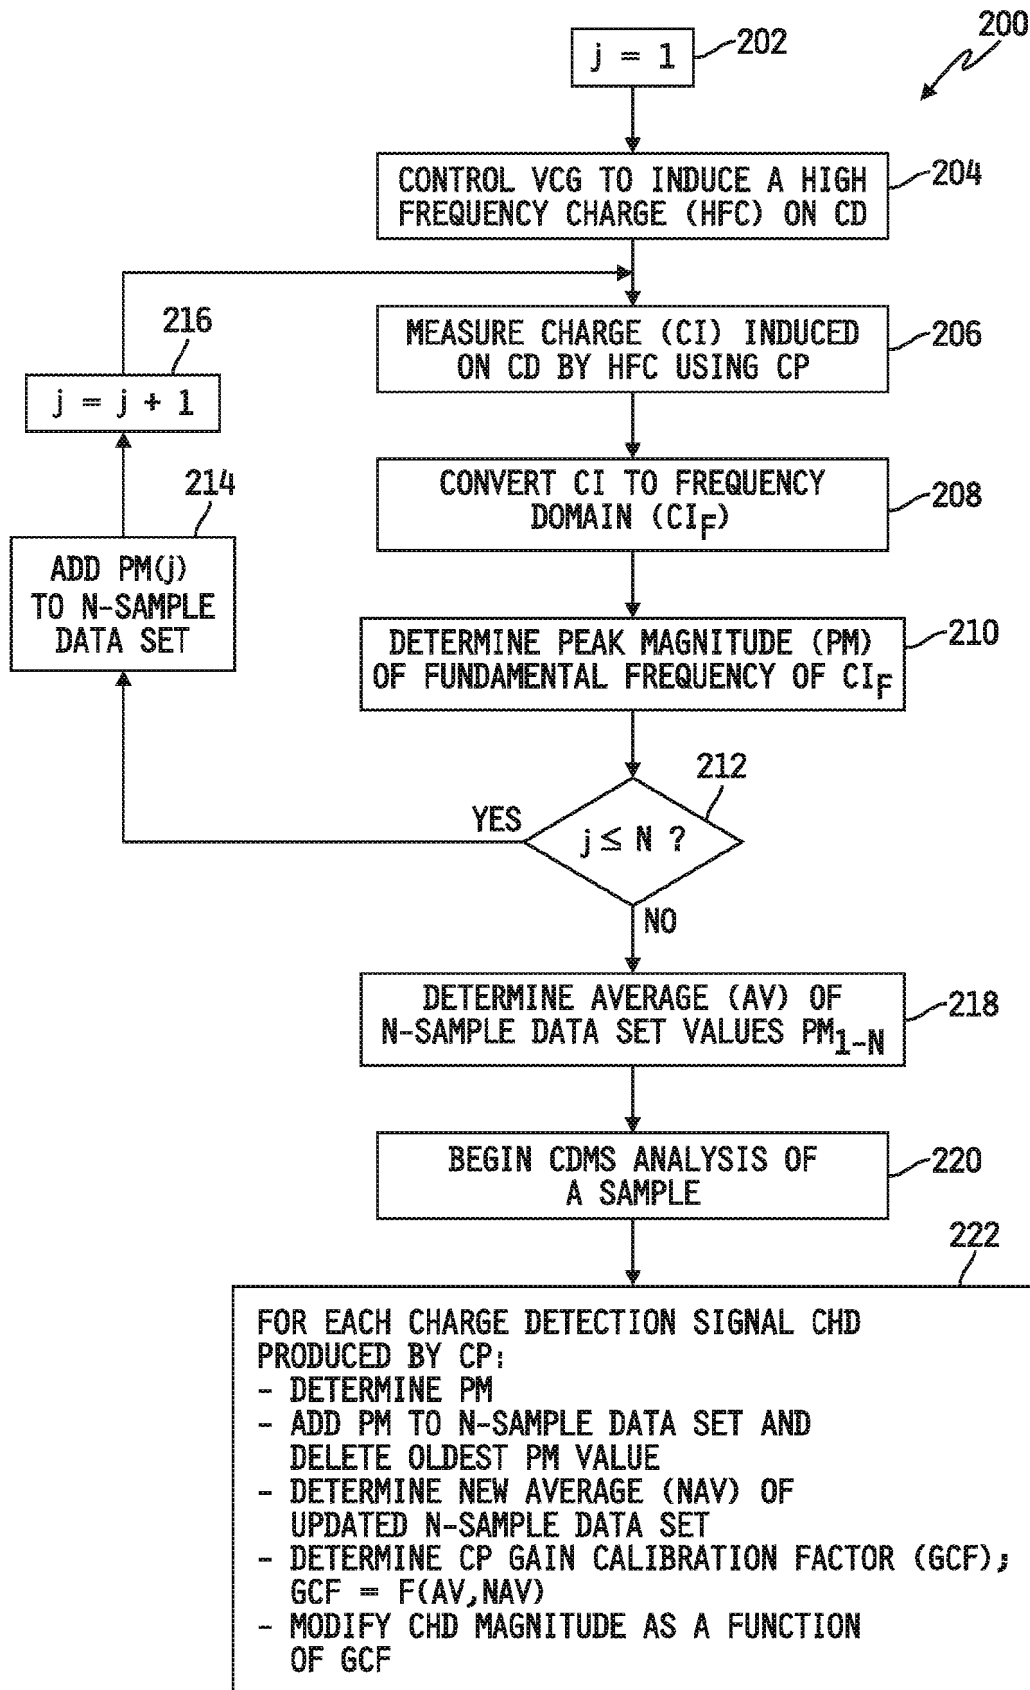 200
j = 1
202
CONTROL VCG TO INDUCE A HIGH
FREQUENCY CHARGE (HFC) ON CD
204
MEASURE CHARGE (CI) INDUCED
ON CD BY HFC USING CP
206
216
j = j + 1
CONVERT CI TO FREQUENCY
DOMAIN (CI_F)
208
214
ADD PM(j)
TO N-SAMPLE
DATA SET
DETERMINE PEAK MAGNITUDE (PM)
OF FUNDAMENTAL FREQUENCY OF CI_F
210
212
j ≤ N ?
YES
NO
DETERMINE AVERAGE (AV) OF
N-SAMPLE DATA SET VALUES PM_1-N
218
BEGIN CDMS ANALYSIS OF
A SAMPLE
220
222
FOR EACH CHARGE DETECTION SIGNAL CHD
PRODUCED BY CP:
- DETERMINE PM
- ADD PM TO N-SAMPLE DATA SET AND
DELETE OLDEST PM VALUE
- DETERMINE NEW AVERAGE (NAV) OF
UPDATED N-SAMPLE DATA SET
- DETERMINE CP GAIN CALIBRATION FACTOR (GCF);
GCF = F(AV,NAV)
- MODIFY CHD MAGNITUDE AS A FUNCTION
OF GCF